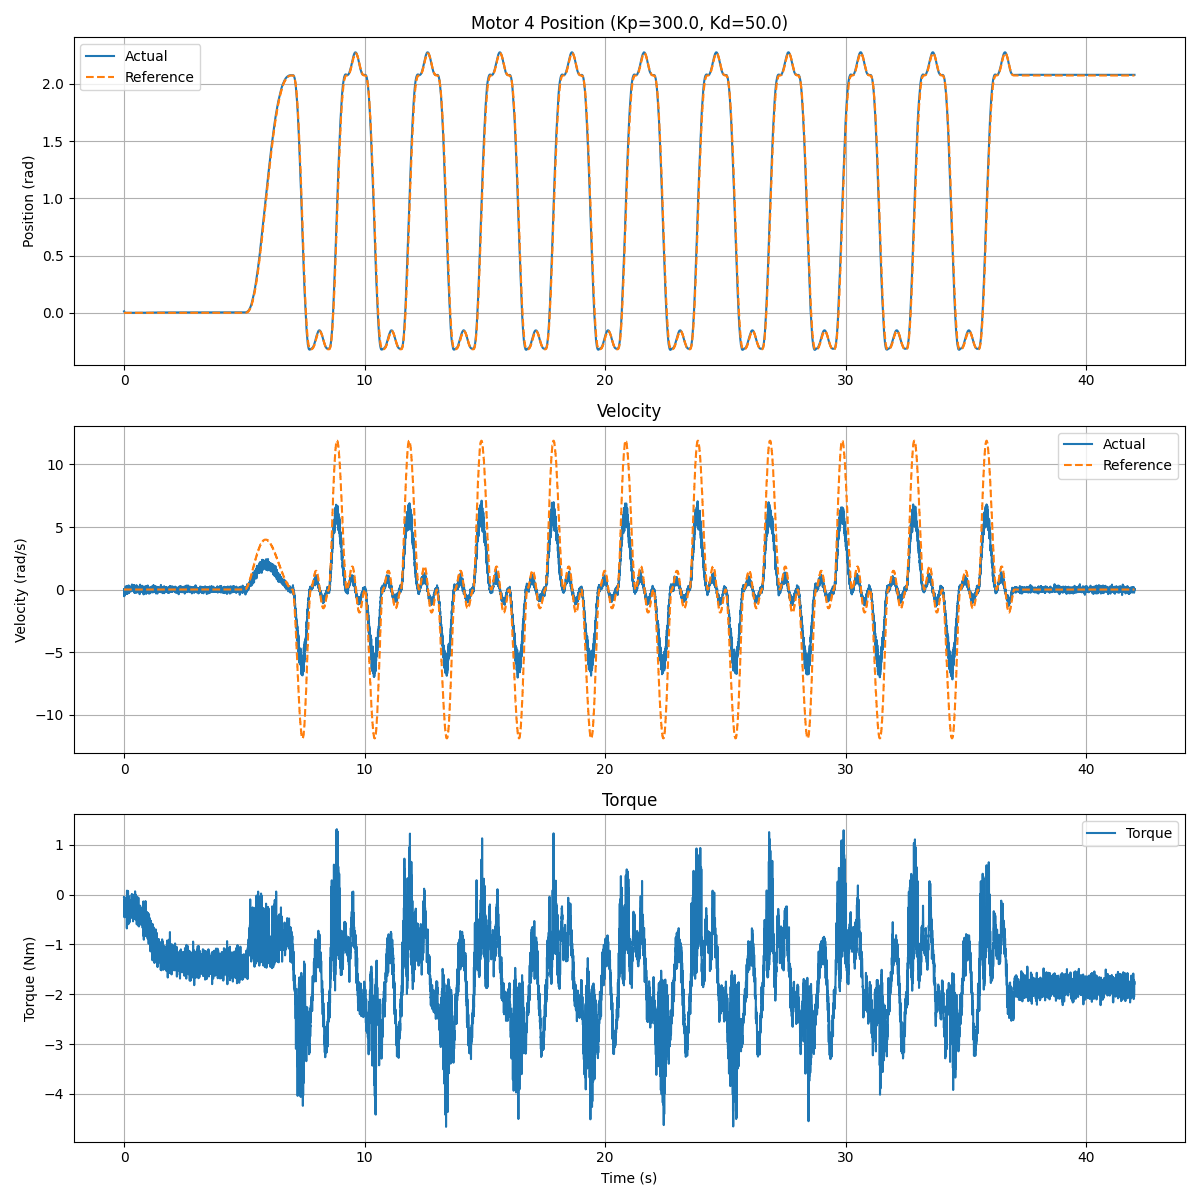 Motor 4 Position (Kp=300.0, Kd=50.0)
Actual
Reference
Position (rad)
2.0
1.5
1.0
0.5
0.0
0 10 20 30 40
Velocity
Actual
Reference
Velocity (rad/s)
10
5
0
−5
−10
0 10 20 30 40
Torque
Torque
Torque (Nm)
1
0
−1
−2
−3
−4
0 10 20 30 40
Time (s)